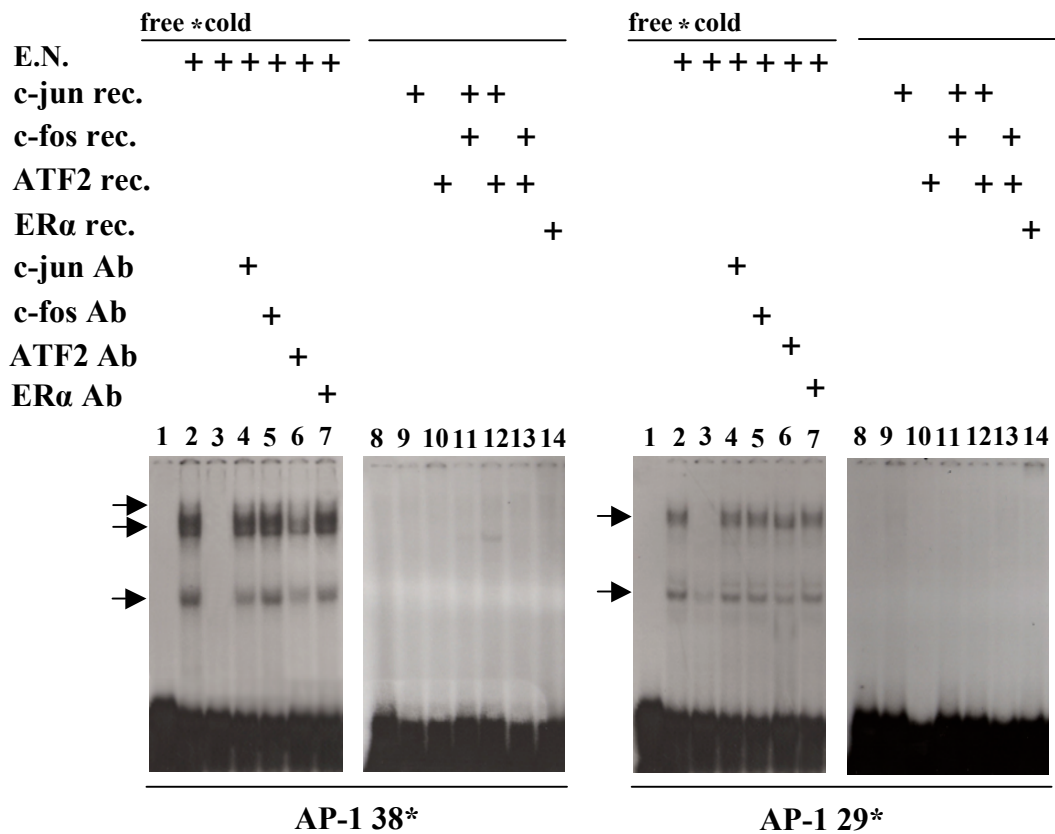 free * cold free * cold
E.N. + + + + + + + + + + + +
c-jun rec. + + + + + +
c-fos rec. + + + +
ATF2 rec. + + + + + +
ERα rec. + +
c-jun Ab + +
c-fos Ab + +
ATF2 Ab + +
ERα Ab + +
1 2 3 4 5 6 7 8 9 10 11 12 13 14 1 2 3 4 5 6 7 8 9 10 11 12 13 14
AP-1 38* AP-1 29*